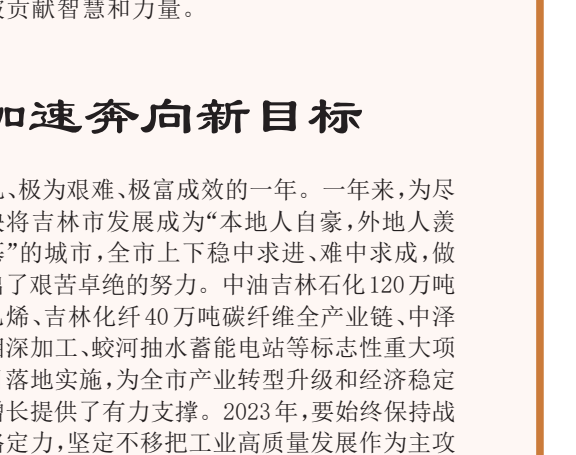 贡献智慧和力量。
加速奔向新目标
、极为艰难、极富成效的一年。一年来,为尽
将吉林市发展成为“本地人自豪,外地人羡
慕”的城市,全市上下稳中求进、难中求成,做
出了艰苦卓绝的努力。中油吉林石化120万吨
乙烯、吉林化纤40万吨碳纤维全产业链、中泽
深加工、蛟河抽水蓄能电站等标志性重大项
落地实施,为全市产业转型升级和经济稳定
增长提供了有力支撑。2023年,要始终保持战
略定力,坚定不移把工业高质量发展作为主攻